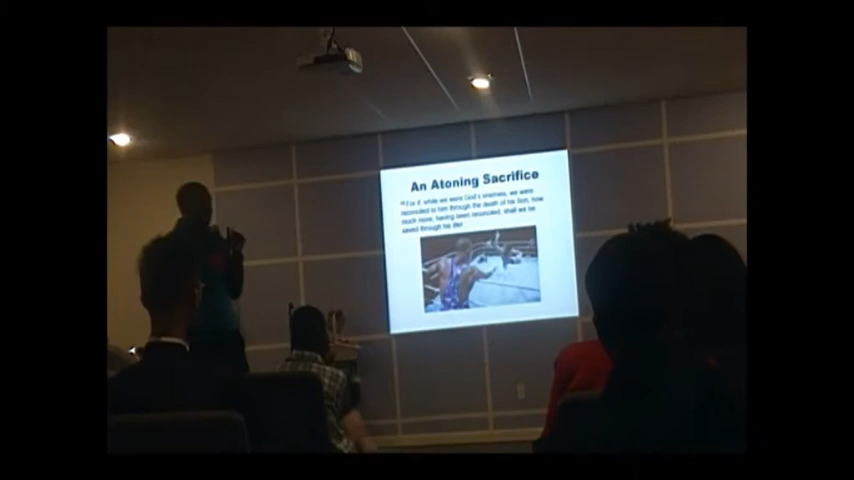 An Atoning Sacrifice
"For if, while we were God's enemies, we were
reconciled to him through the death of his Son, how
much more, having been reconciled, shall we be
saved through his life!